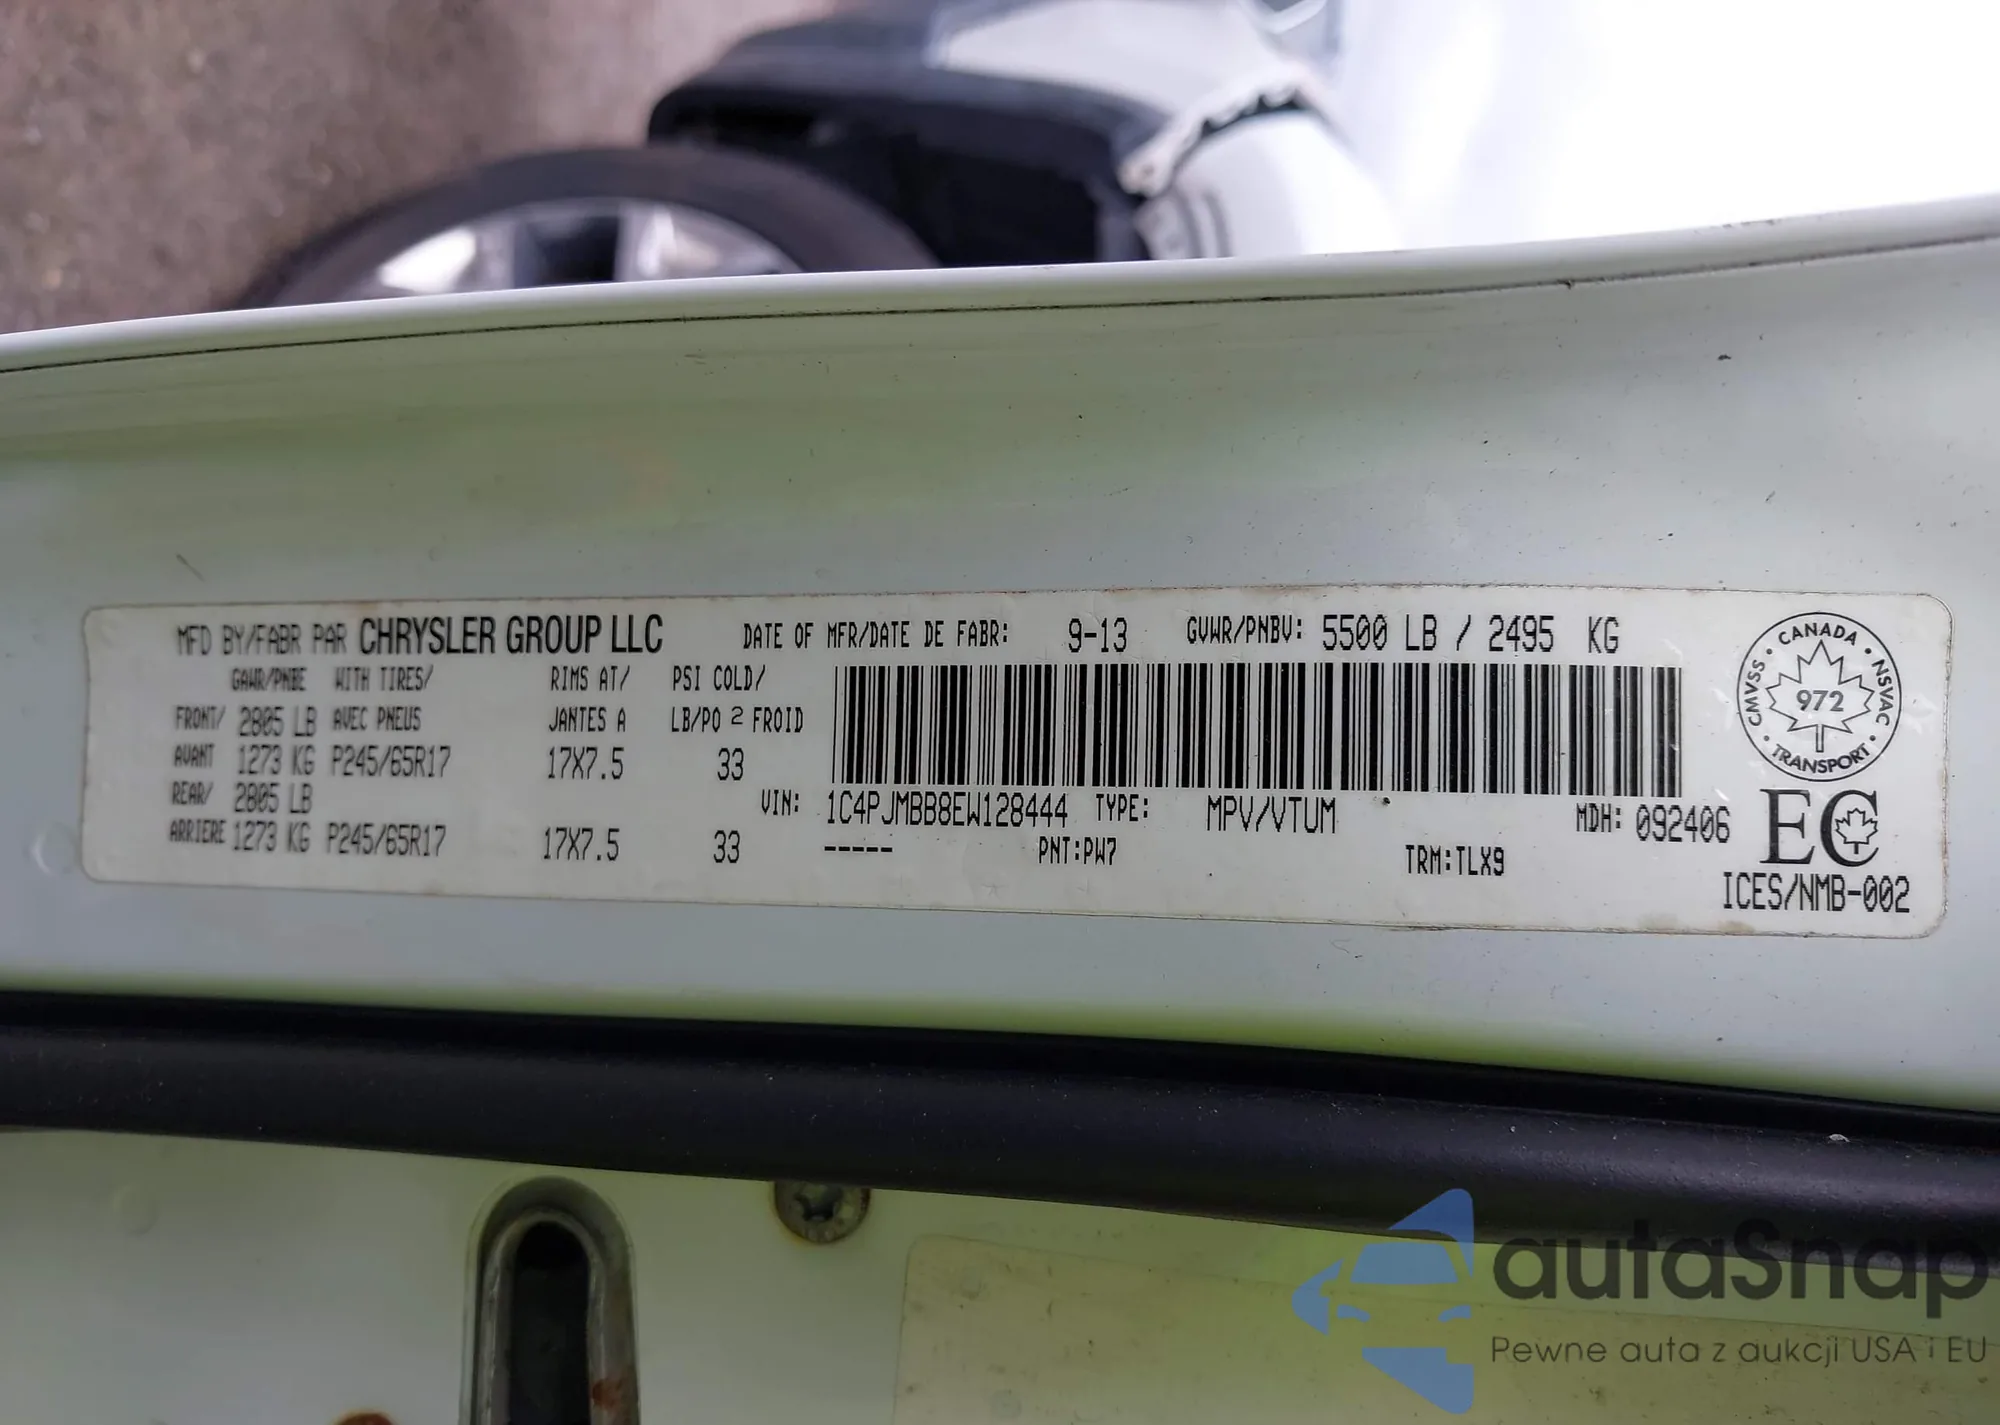 MFD BY/FABR PAR CHRYSLER GROUP LLC DATE OF MFR/DATE DE FABR: 9-13 GVWR/PNBV: 5500 LB / 2495 KG
GAWR/PNBE WITH TIRES/ RIMS AT/ PSI COLD/
FRONT/ 2805 LB AVEC PNEUS JANTES A LB/PO 2 FROID
AVANT 1273 KG P245/65R17 17X7.5 33
REAR/ 2805 LB
VIN: 1C4PJMBB8EW128444 TYPE: MPV/VTUM MDH: 092406
ARRIERE 1273 KG P245/65R17 17X7.5 33 ----- PNT:PW7 TRM:TLX9
CANADA
CMVSS • NSVAC
972
TRANSPORT
EC
ICES/NMB-002
autaSnap
Pewne auta z aukcji USA i EU